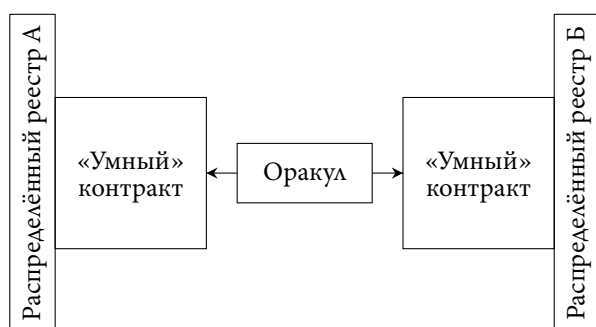 Распределённый реестр А
«Умный»
контракт
Оракул
«Умный»
контракт
Распределённый реестр Б